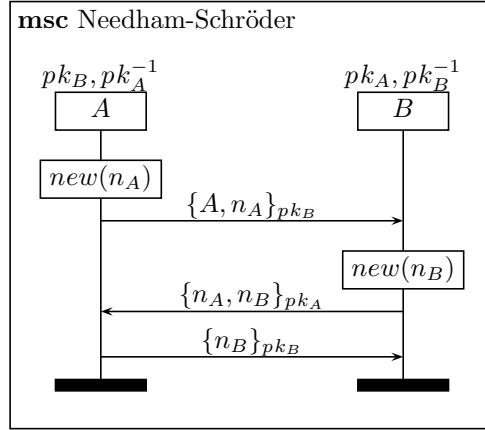 msc Needham-Schröder
pk_B, pk_A^{-1} pk_A, pk_B^{-1}
A B
new(n_A)
{A, n_A}_{pk_B}
new(n_B)
{n_A, n_B}_{pk_A}
{n_B}_{pk_B}